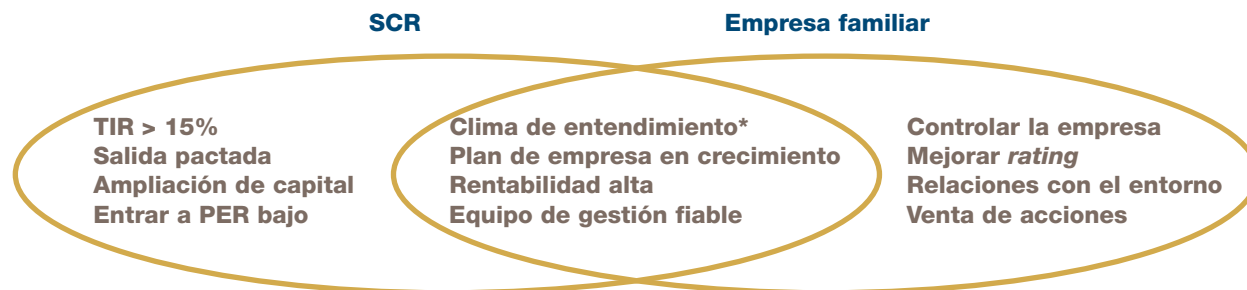 SCR
Empresa familiar
TIR > 15%
Salida pactada
Ampliación de capital
Entrar a PER bajo
Clima de entendimiento*
Plan de empresa en crecimiento
Rentabilidad alta
Equipo de gestión fiable
Controlar la empresa
Mejorar rating
Relaciones con el entorno
Venta de acciones